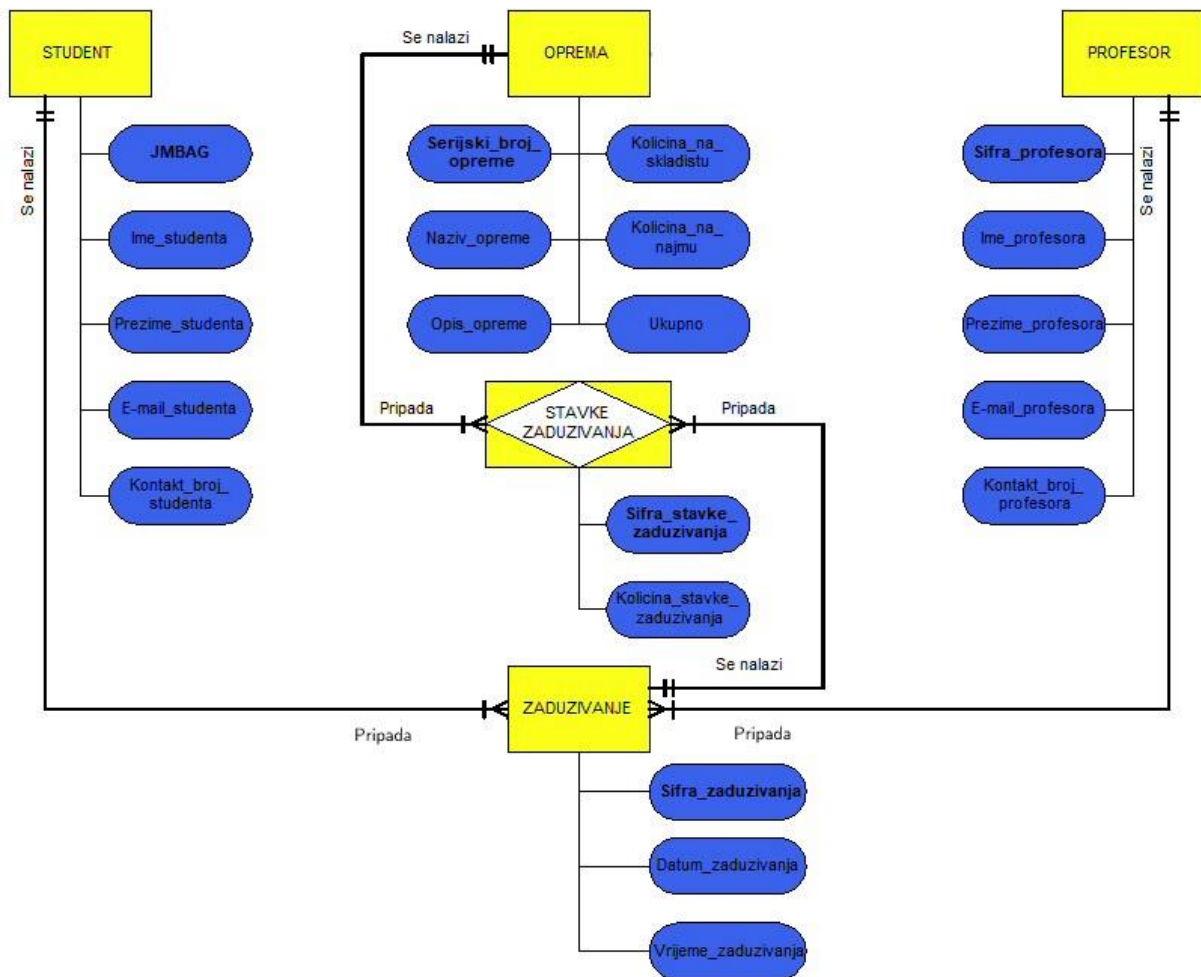 Se nalazi
STUDENT
OPREMA
PROFESOR
Se nalazi
JMBAG
Ime_studenta
Prezime_studenta
E-mail_studenta
Kontakt_broj_
studenta
Serijski_broj_
opreme
Naziv_opreme
Opis_opreme
Kolicina_na_
skladistu
Kolicina_na_
najmu
Ukupno
Sifra_profesora
Ime_profesora
Prezime_profesora
E-mail_profesora
Kontakt_broj_
profesora
Se nalazi
Pripada
STAVKE
ZADUZIVANJA
Pripada
Sifra_stavke_
zaduzivanja
Kolicina_stavke_
zaduzivanja
Se nalazi
ZADUZIVANJE
Pripada
Pripada
Sifra_zaduzivanja
Datum_zaduzivanja
Vrijeme_zaduzivanja